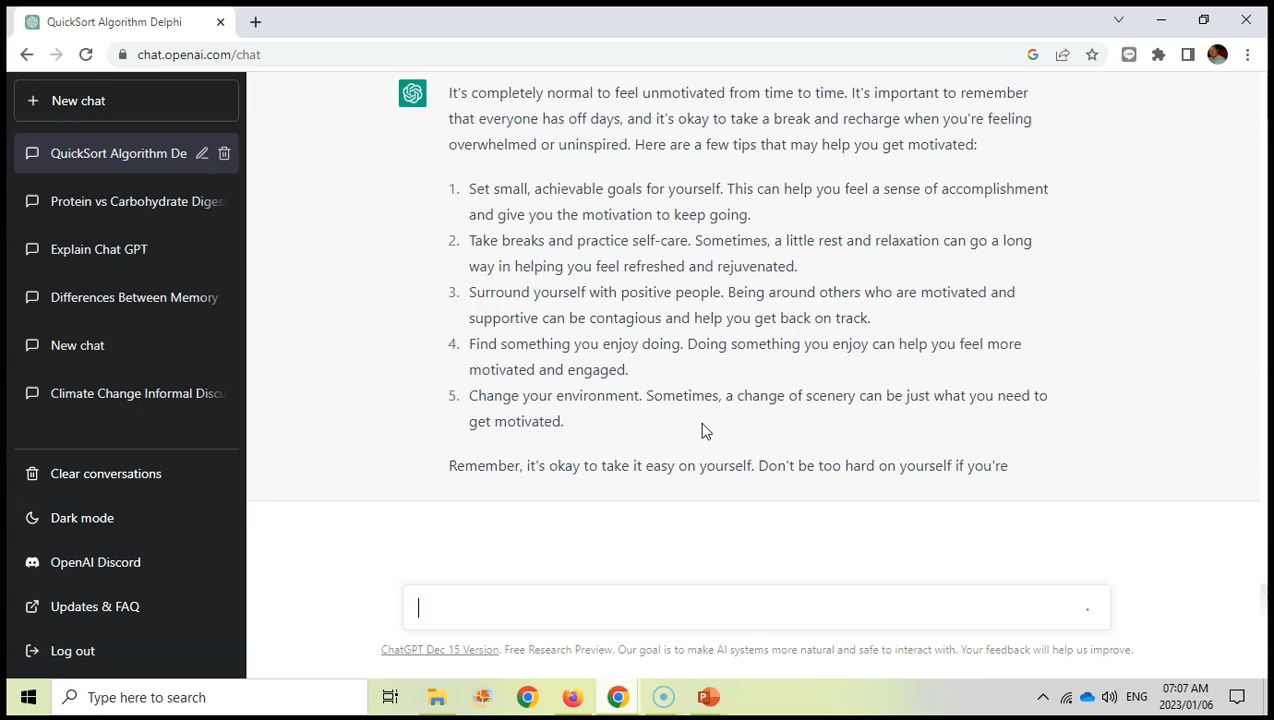 QuickSort Algorithm Delphi
chat.openai.com/chat
New chat
QuickSort Algorithm De
Protein vs Carbohydrate Diges
Explain Chat GPT
Differences Between Memory
New chat
Climate Change Informal Discu
Clear conversations
Dark mode
OpenAI Discord
Updates & FAQ
Log out
It's completely normal to feel unmotivated from time to time. It's important to remember
that everyone has off days, and it's okay to take a break and recharge when you're feeling
overwhelmed or uninspired. Here are a few tips that may help you get motivated:
1. Set small, achievable goals for yourself. This can help you feel a sense of accomplishment
and give you the motivation to keep going.
2. Take breaks and practice self-care. Sometimes, a little rest and relaxation can go a long
way in helping you feel refreshed and rejuvenated.
3. Surround yourself with positive people. Being around others who are motivated and
supportive can be contagious and help you get back on track.
4. Find something you enjoy doing. Doing something you enjoy can help you feel more
motivated and engaged.
5. Change your environment. Sometimes, a change of scenery can be just what you need to
get motivated.
Remember, it's okay to take it easy on yourself. Don't be too hard on yourself if you're
ChatGPT Dec 15 Version. Free Research Preview. Our goal is to make AI systems more natural and safe to interact with. Your feedback will help us improve.
Type here to search
ENG
07:07 AM
2023/01/06